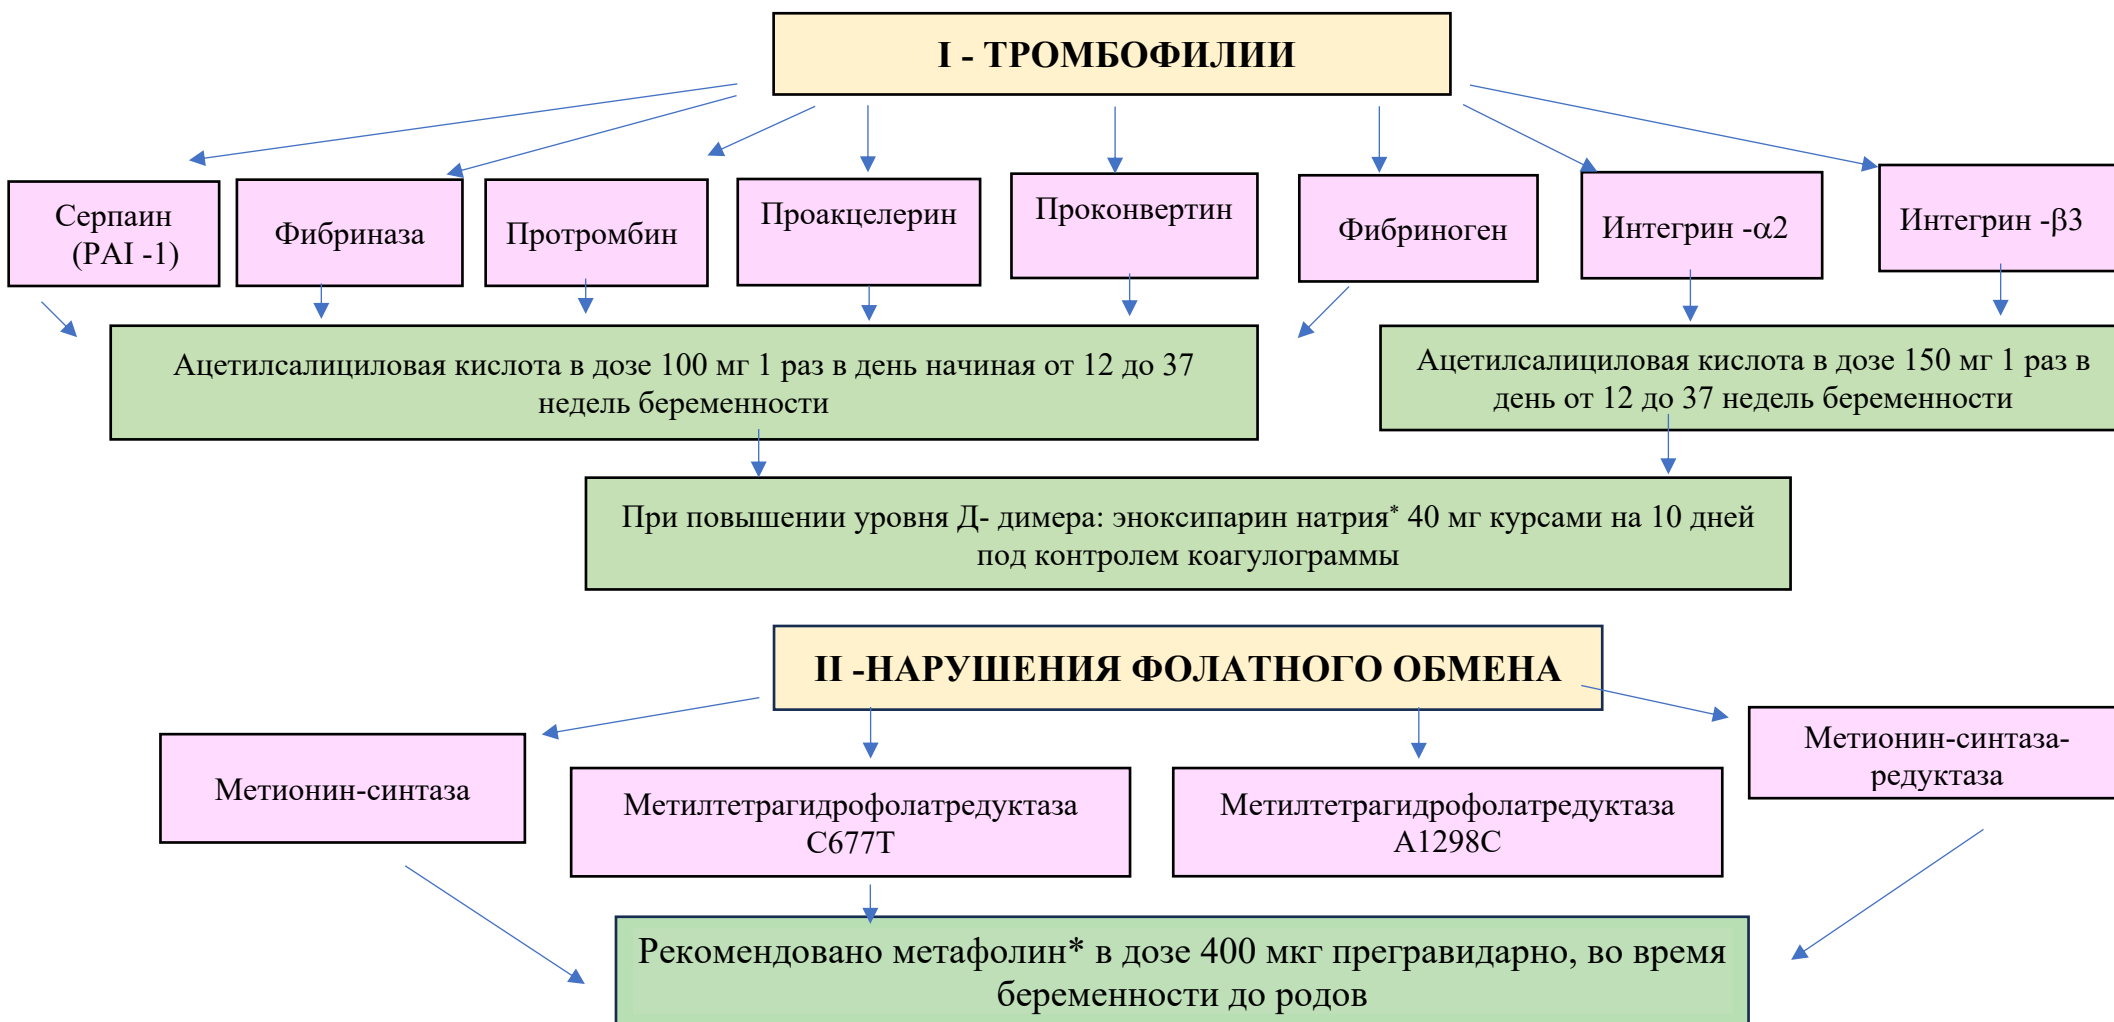 I - ТРОМБОФИЛИИ
Серпаин
(PAI -1)
Фибриназа
Протромбин
Проакцелерин
Проконвертин
Фибриноген
Интегрин -α2
Интегрин -β3
Ацетилсалициловая кислота в дозе 100 мг 1 раз в день начиная от 12 до 37
недель беременности
Ацетилсалициловая кислота в дозе 150 мг 1 раз в
день от 12 до 37 недель беременности
При повышении уровня Д- димера: эноксипарин натрия* 40 мг курсами на 10 дней
под контролем коагулограммы
II -НАРУШЕНИЯ ФОЛАТНОГО ОБМЕНА
Метионин-синтаза
Метилтетрагидрофолатредуктаза
C677T
Метилтетрагидрофолатредуктаза
A1298C
Метионин-синтаза-
редуктаза
Рекомендовано метафолин* в дозе 400 мкг прегравидарно, во время
беременности до родов